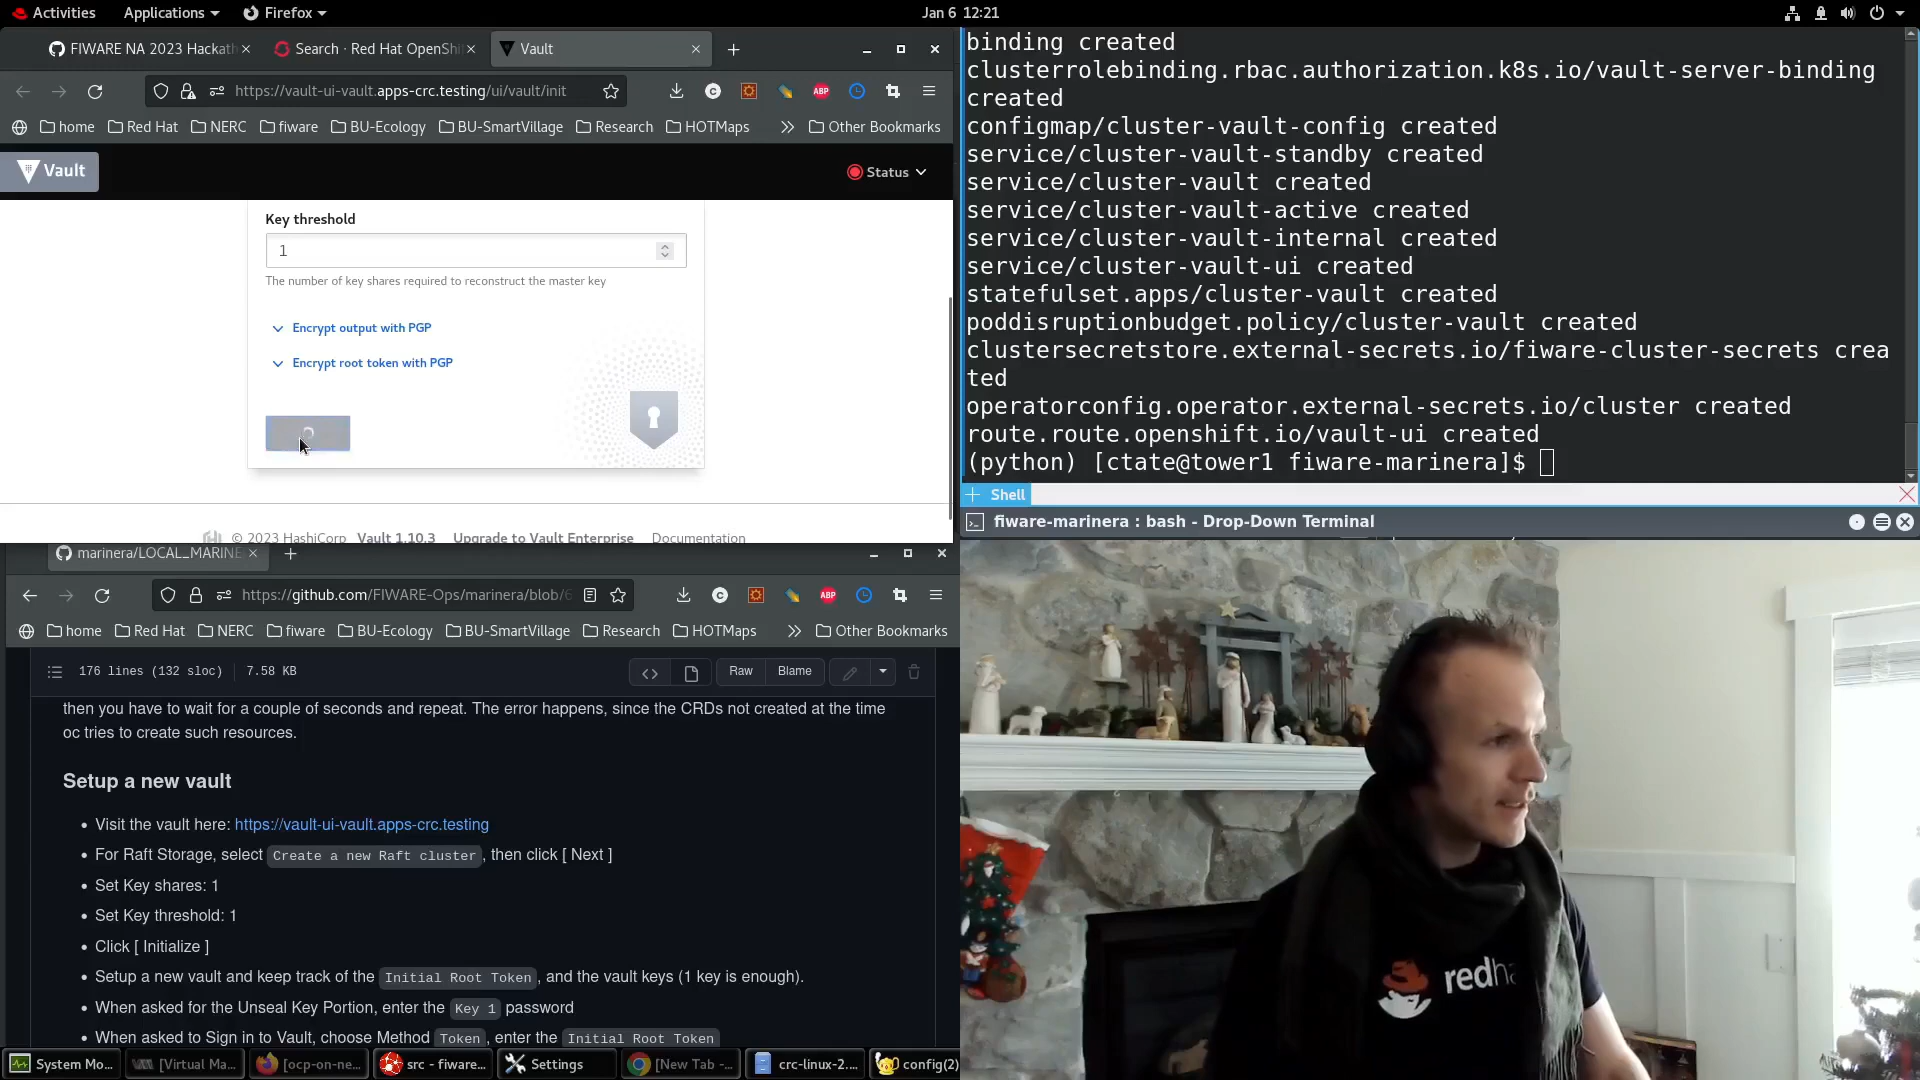 Activities
Applications
Firefox
Jan 6 12:21
FIWARE NA 2023 Hackath
Search · Red Hat OpenShi
Vault
https://vault-ui-vault.apps-crc.testing/ui/vault/init
home
Red Hat
NERC
fiware
BU-Ecology
BU-SmartVillage
Research
HOTMaps
Other Bookmarks
Vault
Status
Key threshold
1
The number of key shares required to reconstruct the master key
Encrypt output with PGP
Encrypt root token with PGP
© 2023 HashiCorp Vault 1.10.3 Upgrade to Vault Enterprise Documentation
binding created
clusterrolebinding.rbac.authorization.k8s.io/vault-server-binding
created
configmap/cluster-vault-config created
service/cluster-vault-standby created
service/cluster-vault created
service/cluster-vault-active created
service/cluster-vault-internal created
service/cluster-vault-ui created
statefulset.apps/cluster-vault created
poddisruptionbudget.policy/cluster-vault created
clustersecretstore.external-secrets.io/fiware-cluster-secrets crea
ted
operatorconfig.operator.external-secrets.io/cluster created
route.route.openshift.io/vault-ui created
(python) [ctate@tower1 fiware-marinera]$
Shell
fiware-marinera : bash - Drop-Down Terminal
marinera/LOCAL_MARINE
https://github.com/FIWARE-Ops/marinera/blob/6
home
Red Hat
NERC
fiware
BU-Ecology
BU-SmartVillage
Research
HOTMaps
Other Bookmarks
176 lines (132 sloc)
7.58 KB
Raw
Blame
then you have to wait for a couple of seconds and repeat. The error happens, since the CRDs not created at the time
oc tries to create such resources.
Setup a new vault
• Visit the vault here: https://vault-ui-vault.apps-crc.testing
• For Raft Storage, select Create a new Raft cluster, then click [ Next ]
• Set Key shares: 1
• Set Key threshold: 1
• Click [ Initialize ]
• Setup a new vault and keep track of the Initial Root Token, and the vault keys (1 key is enough).
• When asked for the Unseal Key Portion, enter the Key 1 password
• When asked to Sign in to Vault, choose Method Token, enter the Initial Root Token
System Mo...
[Virtual Ma...
[ocp-on-ne...
src - fiware...
Settings
[New Tab -...
crc-linux-2....
config(2)
ABP
ABP
redha